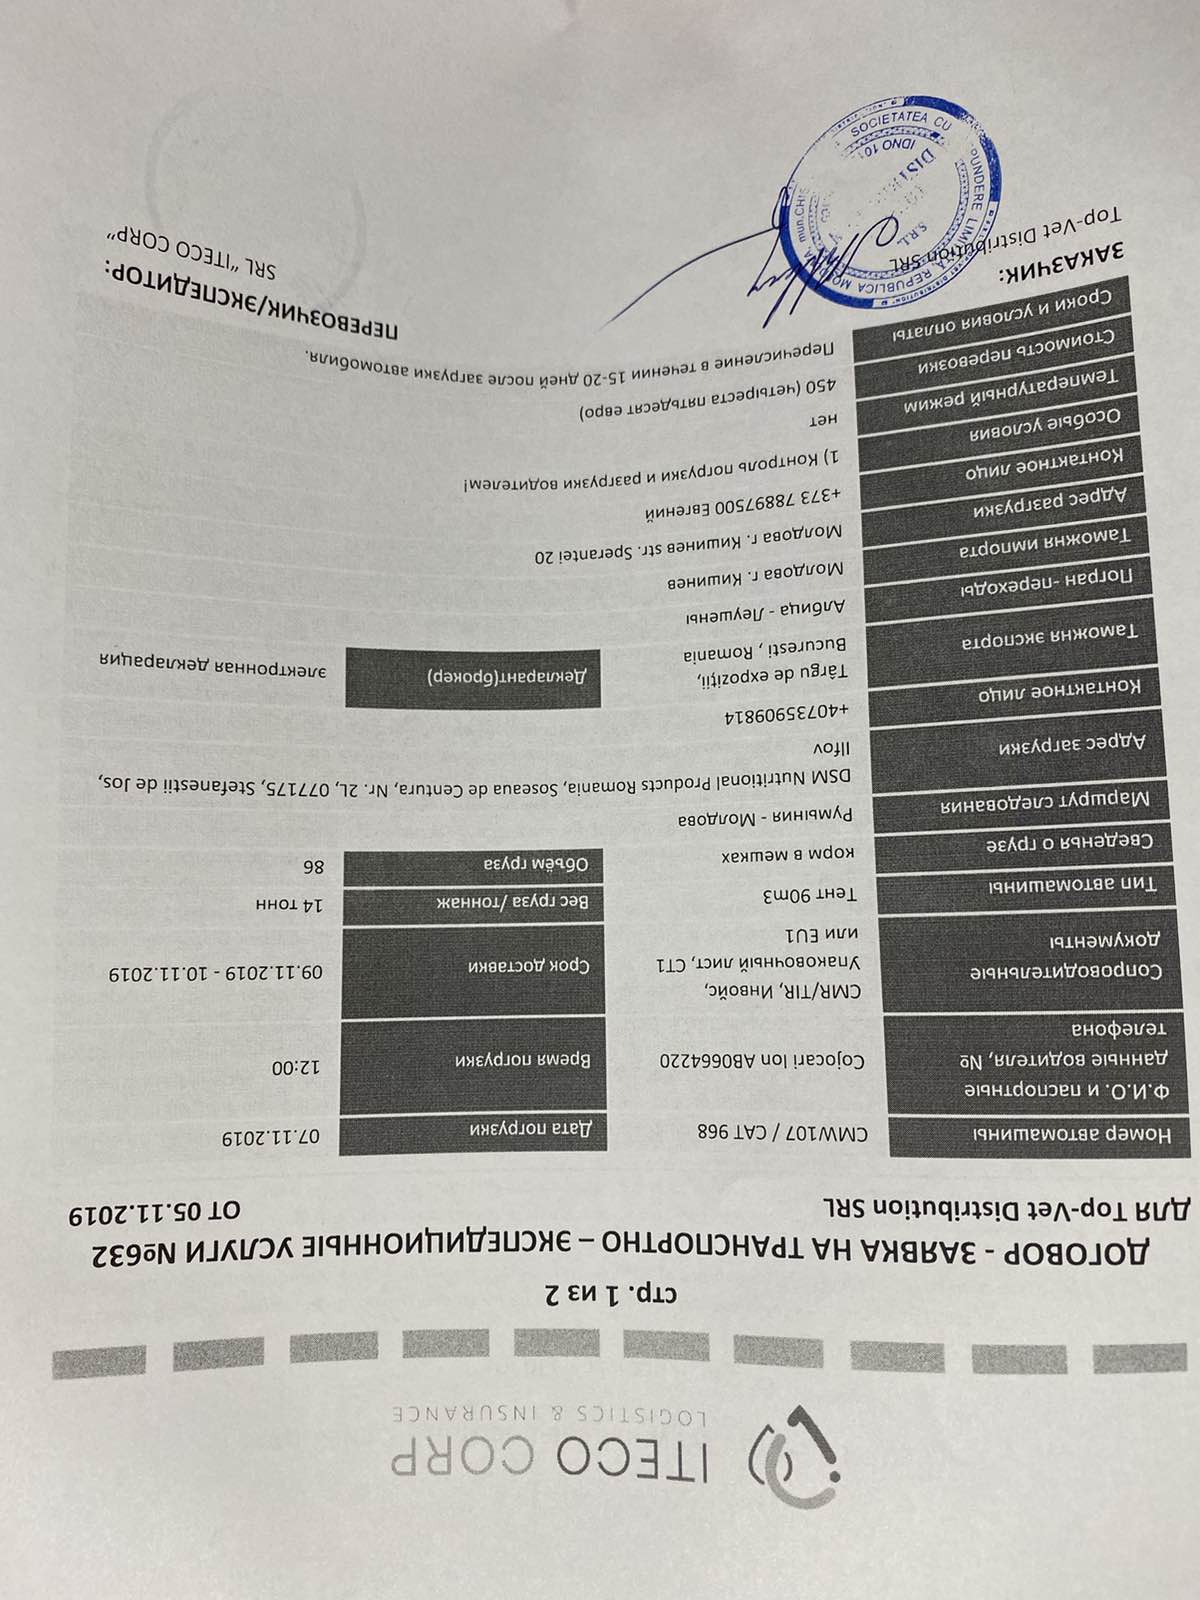 ITECO CORP
LOGISTICS & INSURANCE
стр. 1 из 2
ДОГОВОР - ЗАЯВКА НА ТРАНСПОРТНО – ЭКСПЕДИЦИОННЫЕ УСЛУГИ №632
ДЛЯ Top-Vet Distribution SRL ОТ 05.11.2019
Номер автомашины CMW107 / CAT 968 Дата погрузки 07.11.2019
Ф.И.О. и паспортные
данные водителя, №
телефона
Cojocari Ion AB0664220 Время погрузки 12:00
Сопроводительные
документы
CMR/TIR, Инвойс,
Упаковочный лист, СТ1
или EU1
Срок доставки 09.11.2019 - 10.11.2019
Тип автомашины Тент 90m3 Вес груза /тоннаж 14 тонн
Сведенья о грузе корм в мешках Объём груза 86
Маршрут следования Румыния - Молдова
Адрес загрузки DSM Nutritional Products Romania, Soseaua de Centura, Nr. 2L, 077175, Stefanestii de Jos,
Ilfov
Контактное лицо +40735909814
Таможня экспорта Târgu de expoziții,
Bucuresti , Romania
Декларант(брокер) электронная декларация
Погран -переходы Албица - Леушены
Таможня импорта Молдова г. Кишинев
Адрес разгрузки Молдова г. Кишинев str. Sperantei 20
Контактное лицо +373 78897500 Евгений
Особые условия 1) Контроль погрузки и разгрузки водителем!
Температурный режим нет
Стоимость перевозки 450 (четыреста пятьдесят евро)
Сроки и условия оплаты Перечисление в течении 15-20 дней после загрузки автомобиля.
ЗАКАЗЧИК: ПЕРЕВОЗЧИК/ЭКСПЕДИТОР:
Top-Vet Distribution SRL SRL "ITECO CORP"
SOCIETATEA CU
LIMITATA
REPUBLICA
mun.CHIS
IDNO 101
S.R.L.